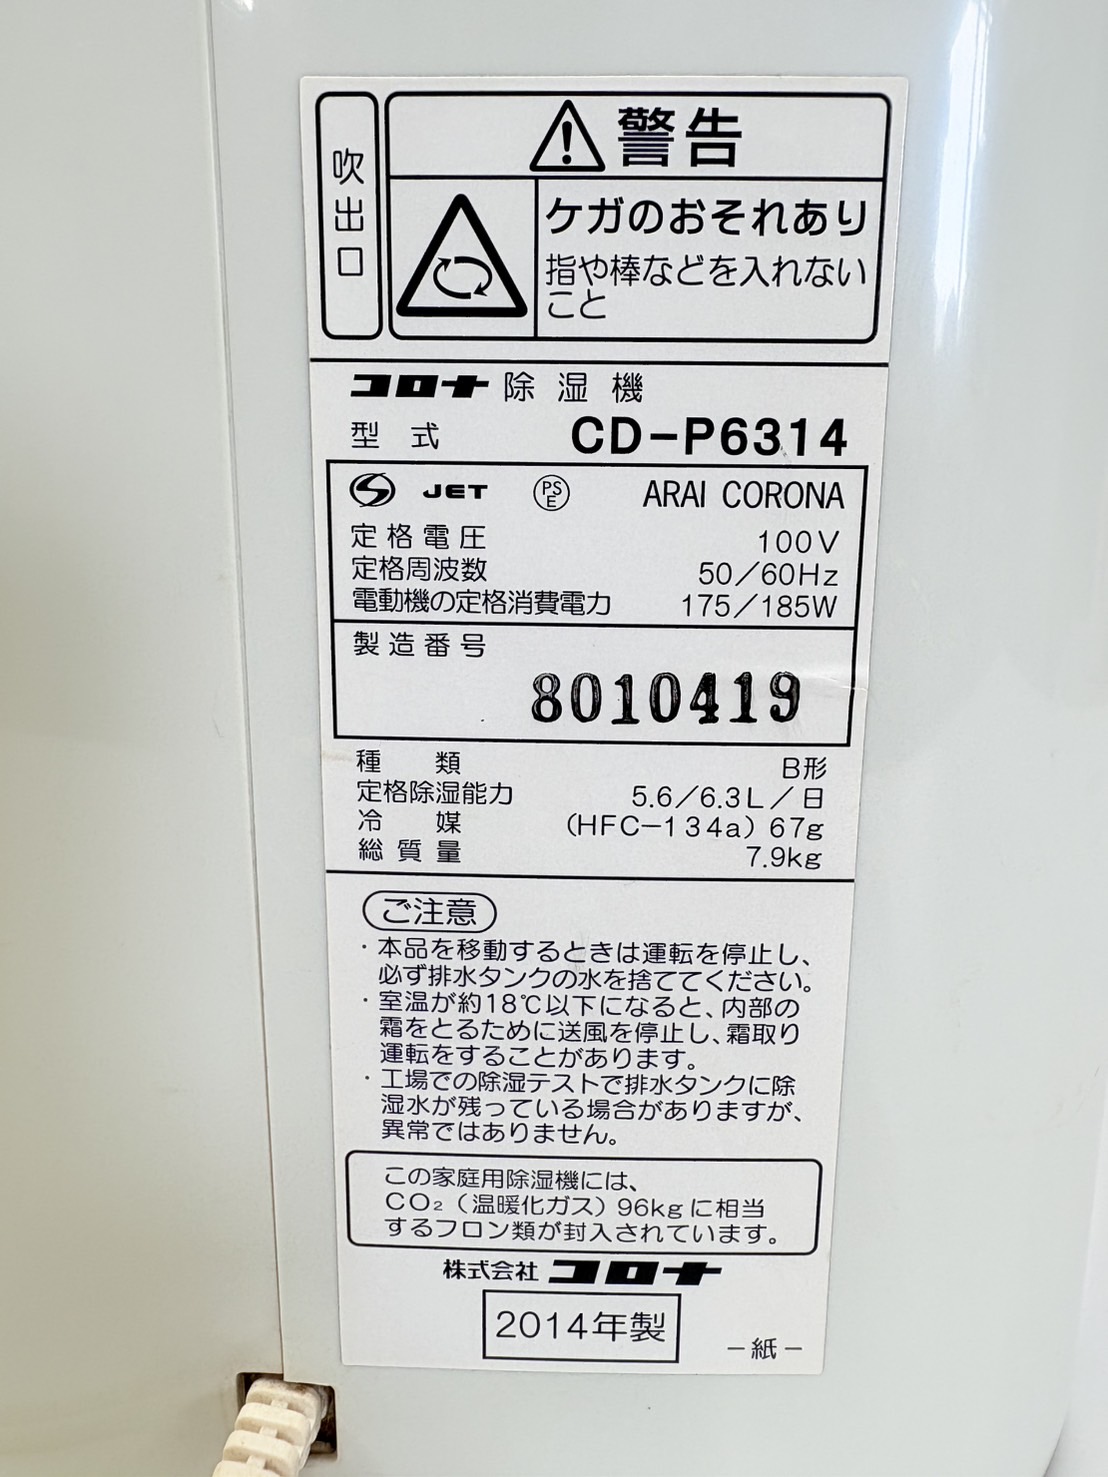 吹出口
警告
ケガのおそれあり
指や棒などを入れない
こと
コロナ 除湿機
型式 CD-P6314
JET PSE ARAI CORONA
定格電圧 100V
定格周波数 50/60Hz
電動機の定格消費電力 175/185W
製造番号
8010419
種類 B形
定格除湿能力 5.6/6.3L/日
冷媒 (HFC-134a) 67g
総質量 7.9kg
ご注意
・本品を移動するときは運転を停止し、
必ず排水タンクの水を捨ててください。
・室温が約18℃以下になると、内部の
霜をとるために送風を停止し、霜取り
運転をすることがあります。
・工場での除湿テストで排水タンクに除
湿水が残っている場合がありますが、
異常ではありません。
この家庭用除湿機には、
CO₂（温暖化ガス）96kgに相当
するフロン類が封入されています。
株式会社 コロナ
2014年製
－紙－